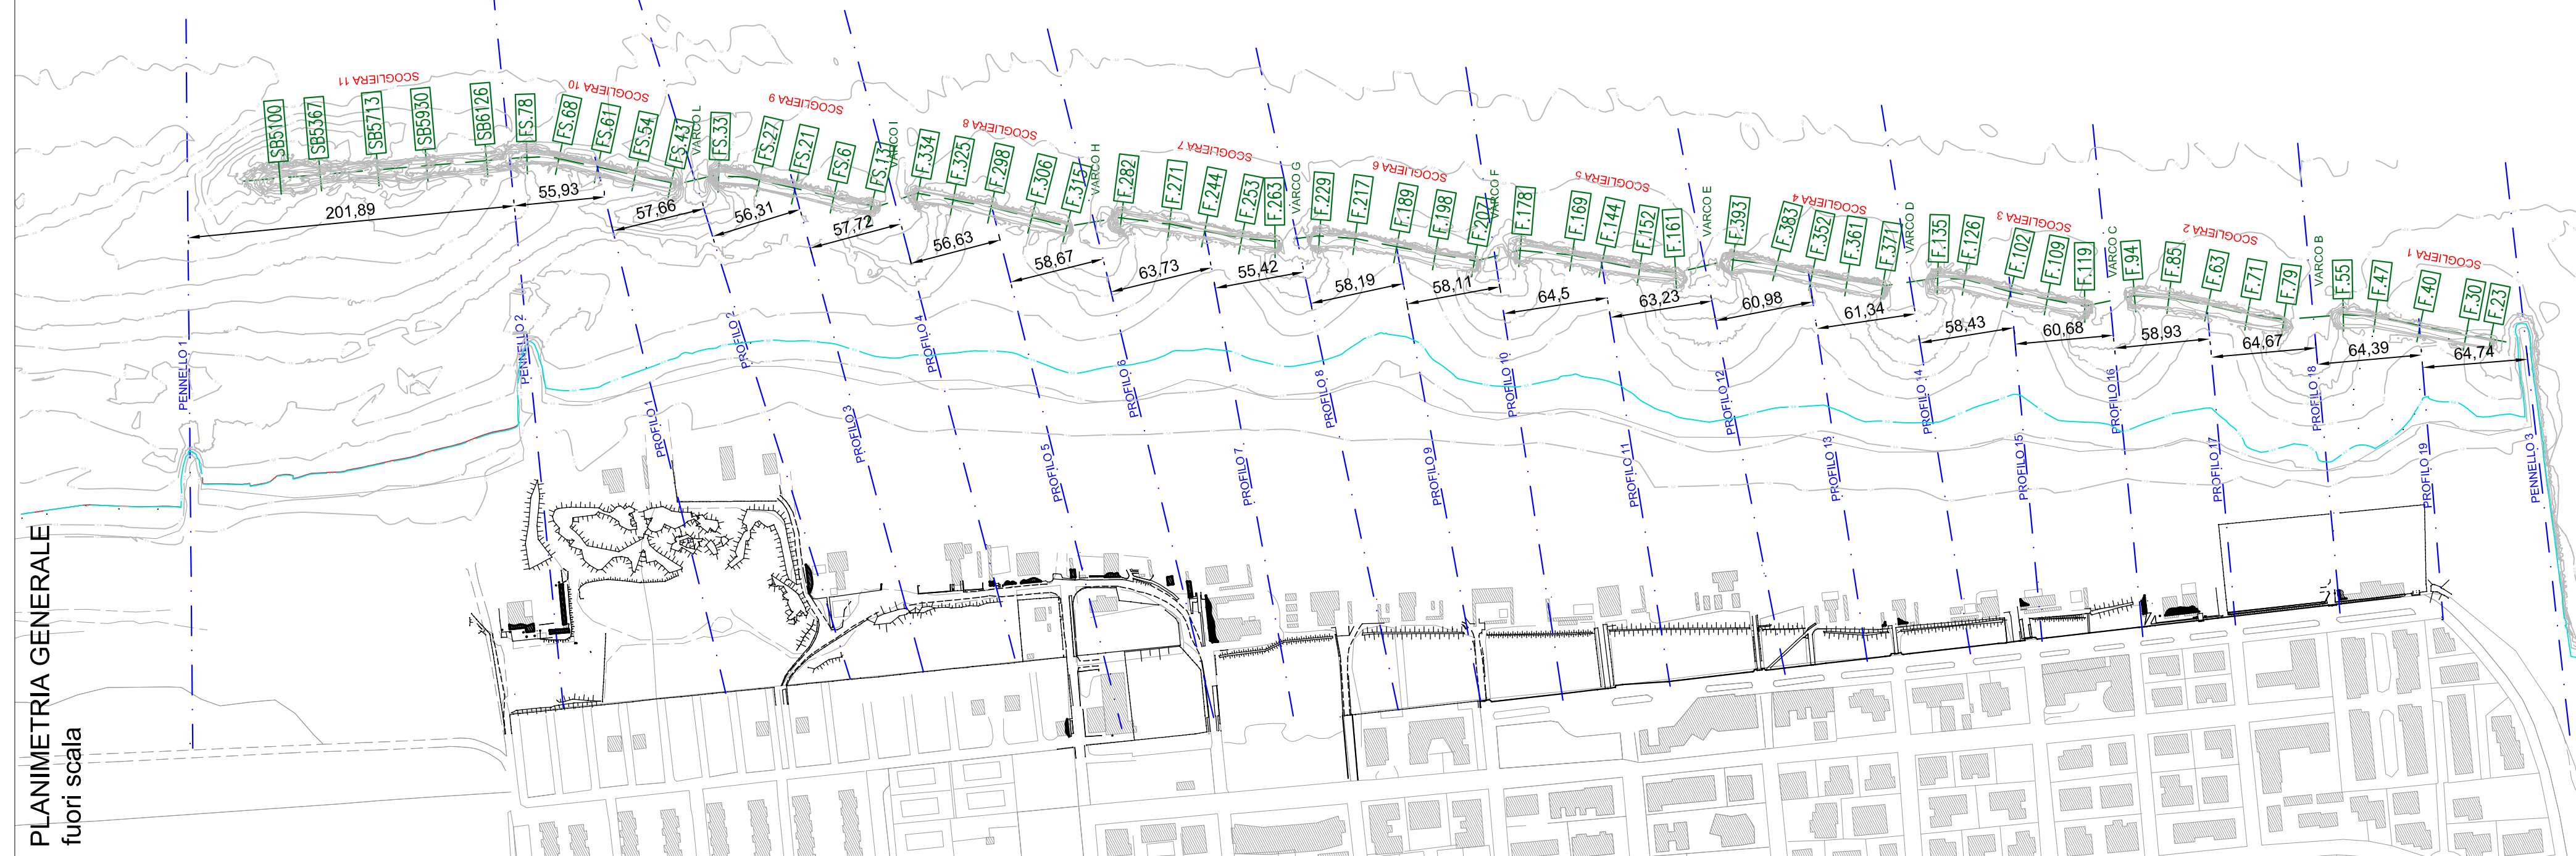 PLANIMETRIA GENERALE
fuori scala
SCOGLIERA 11
SCOGLIERA 10
SCOGLIERA 9
SCOGLIERA 8
SCOGLIERA 7
SCOGLIERA 6
SCOGLIERA 5
SCOGLIERA 4
SCOGLIERA 3
SCOGLIERA 2
SCOGLIERA 1
SB5100
SB5367
SB5713
SB5930
SB6126
FS.78
FS.68
FS.61
FS.54
FS.43
VARCO L
FS.33
FS.27
FS.21
FS.6
FS.13
VARCO I
F.334
F.325
F.298
F.306
F.315
VARCO H
F.282
F.271
F.244
F.253
F.263
VARCO G
F.229
F.217
F.189
F.198
F.207
VARCO F
F.178
F.169
F.144
F.152
F.161
VARCO E
F.393
F.383
F.352
F.361
F.371
VARCO D
F.135
F.126
F.102
F.109
F.119
VARCO C
F.94
F.85
F.63
F.71
F.79
VARCO B
F.55
F.47
F.40
F.30
F.23
201,89
55,93
57,66
56,31
57,72
56,63
58,67
63,73
55,42
58,19
58,11
64,5
63,23
60,98
61,34
58,43
60,68
58,93
64,67
64,39
64,74
PENNELLO 1
PENNELLO 2
PROFILO 1
PROFILO 2
PROFILO 3
PROFILO 4
PROFILO 5
PROFILO 6
PROFILO 7
PROFILO 8
PROFILO 9
PROFILO 10
PROFILO 11
PROFILO 12
PROFILO 13
PROFILO 14
PROFILO 15
PROFILO 16
PROFILO 17
PROFILO 18
PROFILO 19
PENNELLO 3